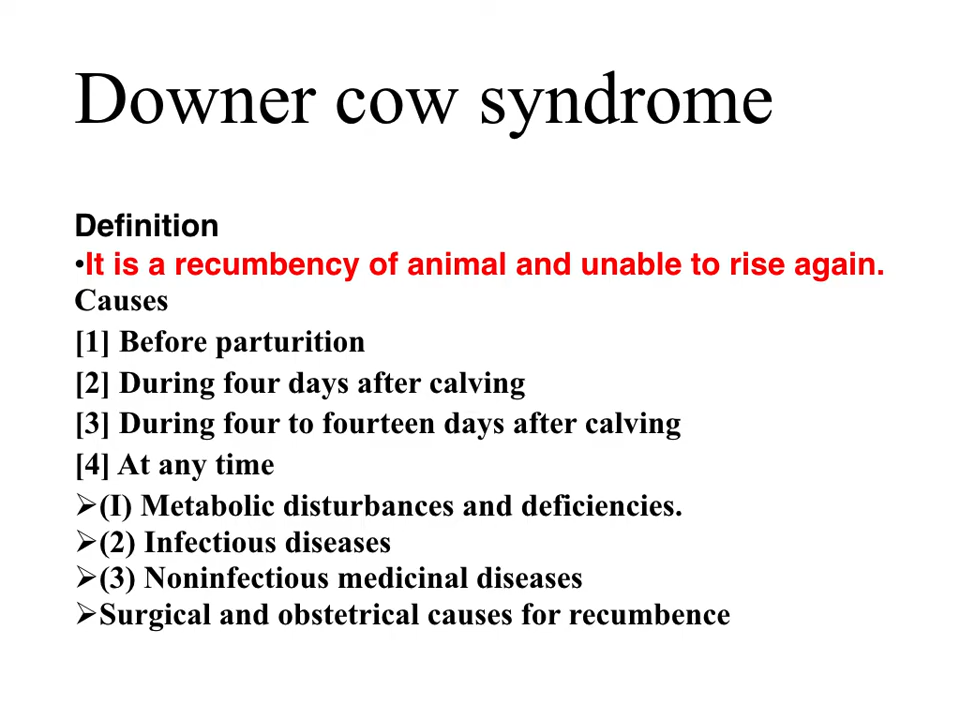 Downer cow syndrome
Definition
•It is a recumbency of animal and unable to rise again.
Causes
[1] Before parturition
[2] During four days after calving
[3] During four to fourteen days after calving
[4] At any time
➢(I) Metabolic disturbances and deficiencies.
➢(2) Infectious diseases
➢(3) Noninfectious medicinal diseases
➢Surgical and obstetrical causes for recumbence